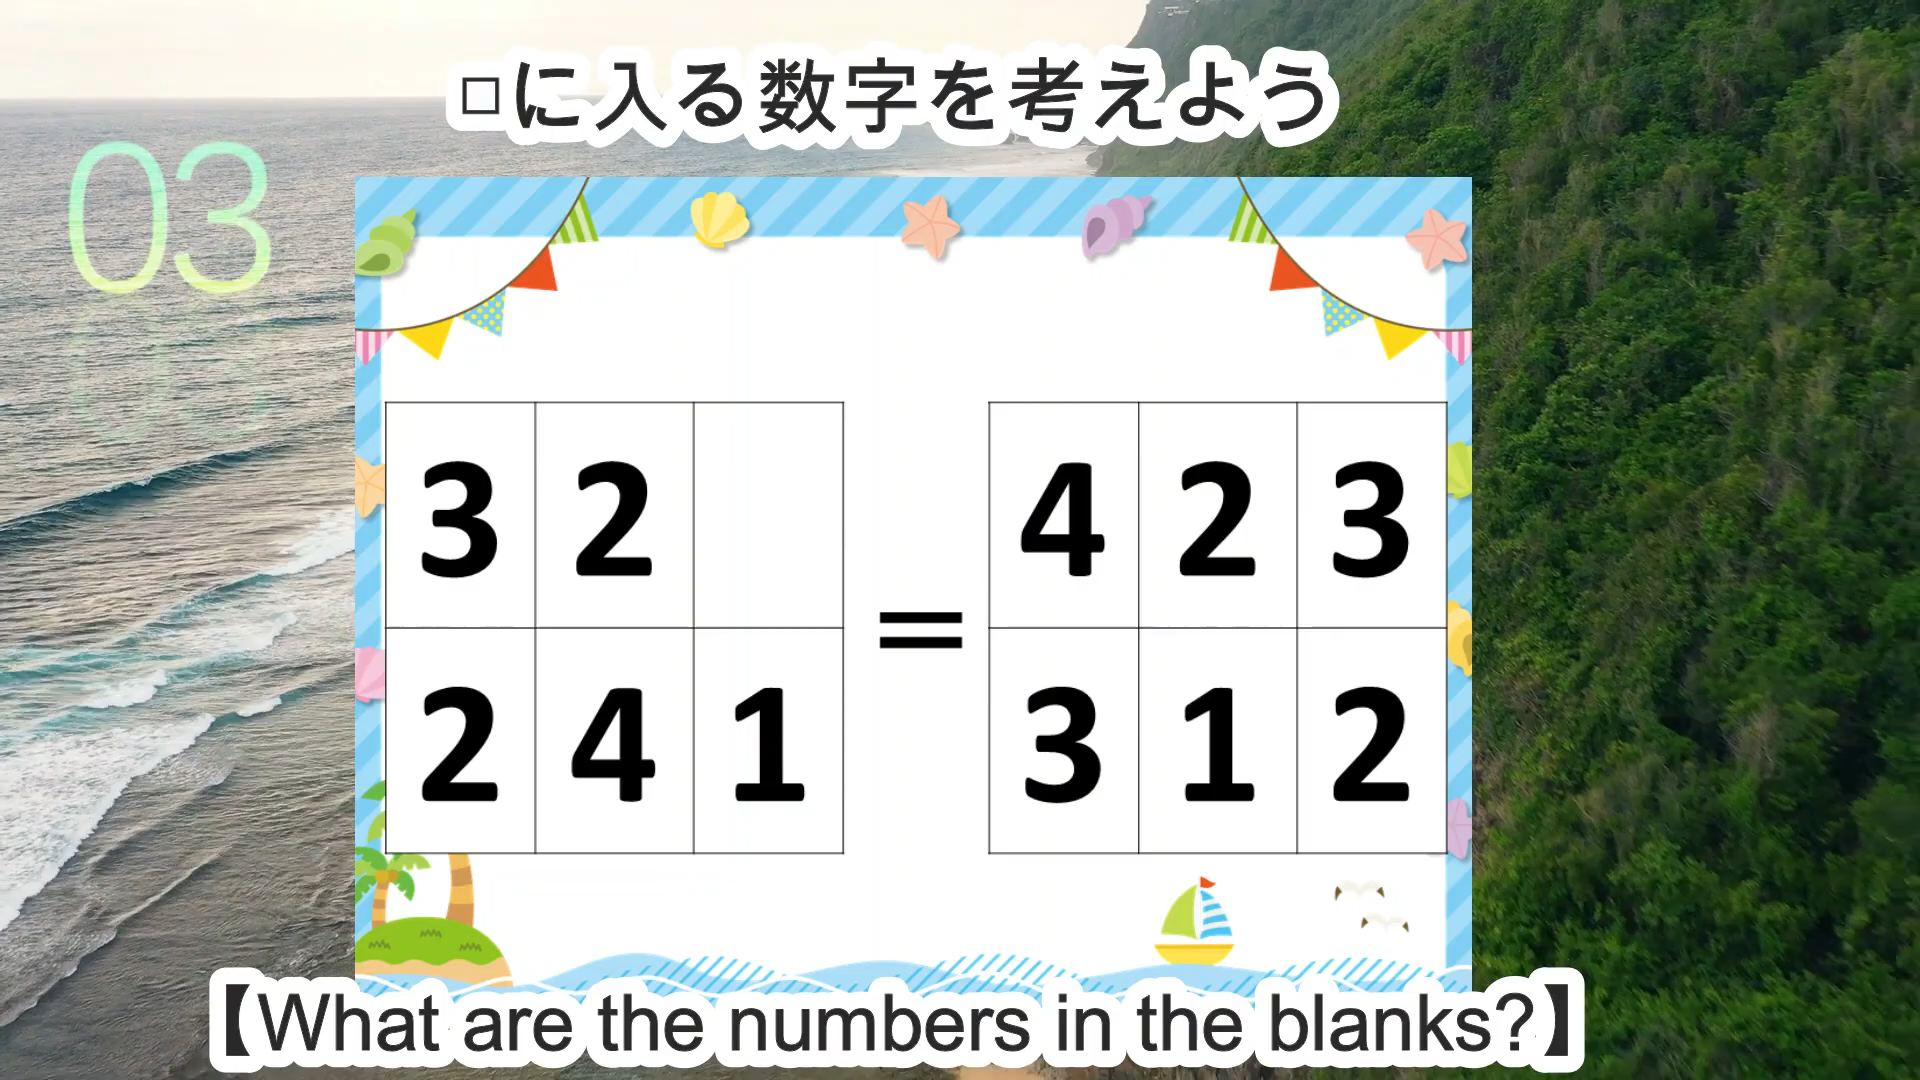 □に入る数字を考えよう
03
3 2 4 2 3
=
2 4 1 3 1 2
【What are the numbers in the blanks?】